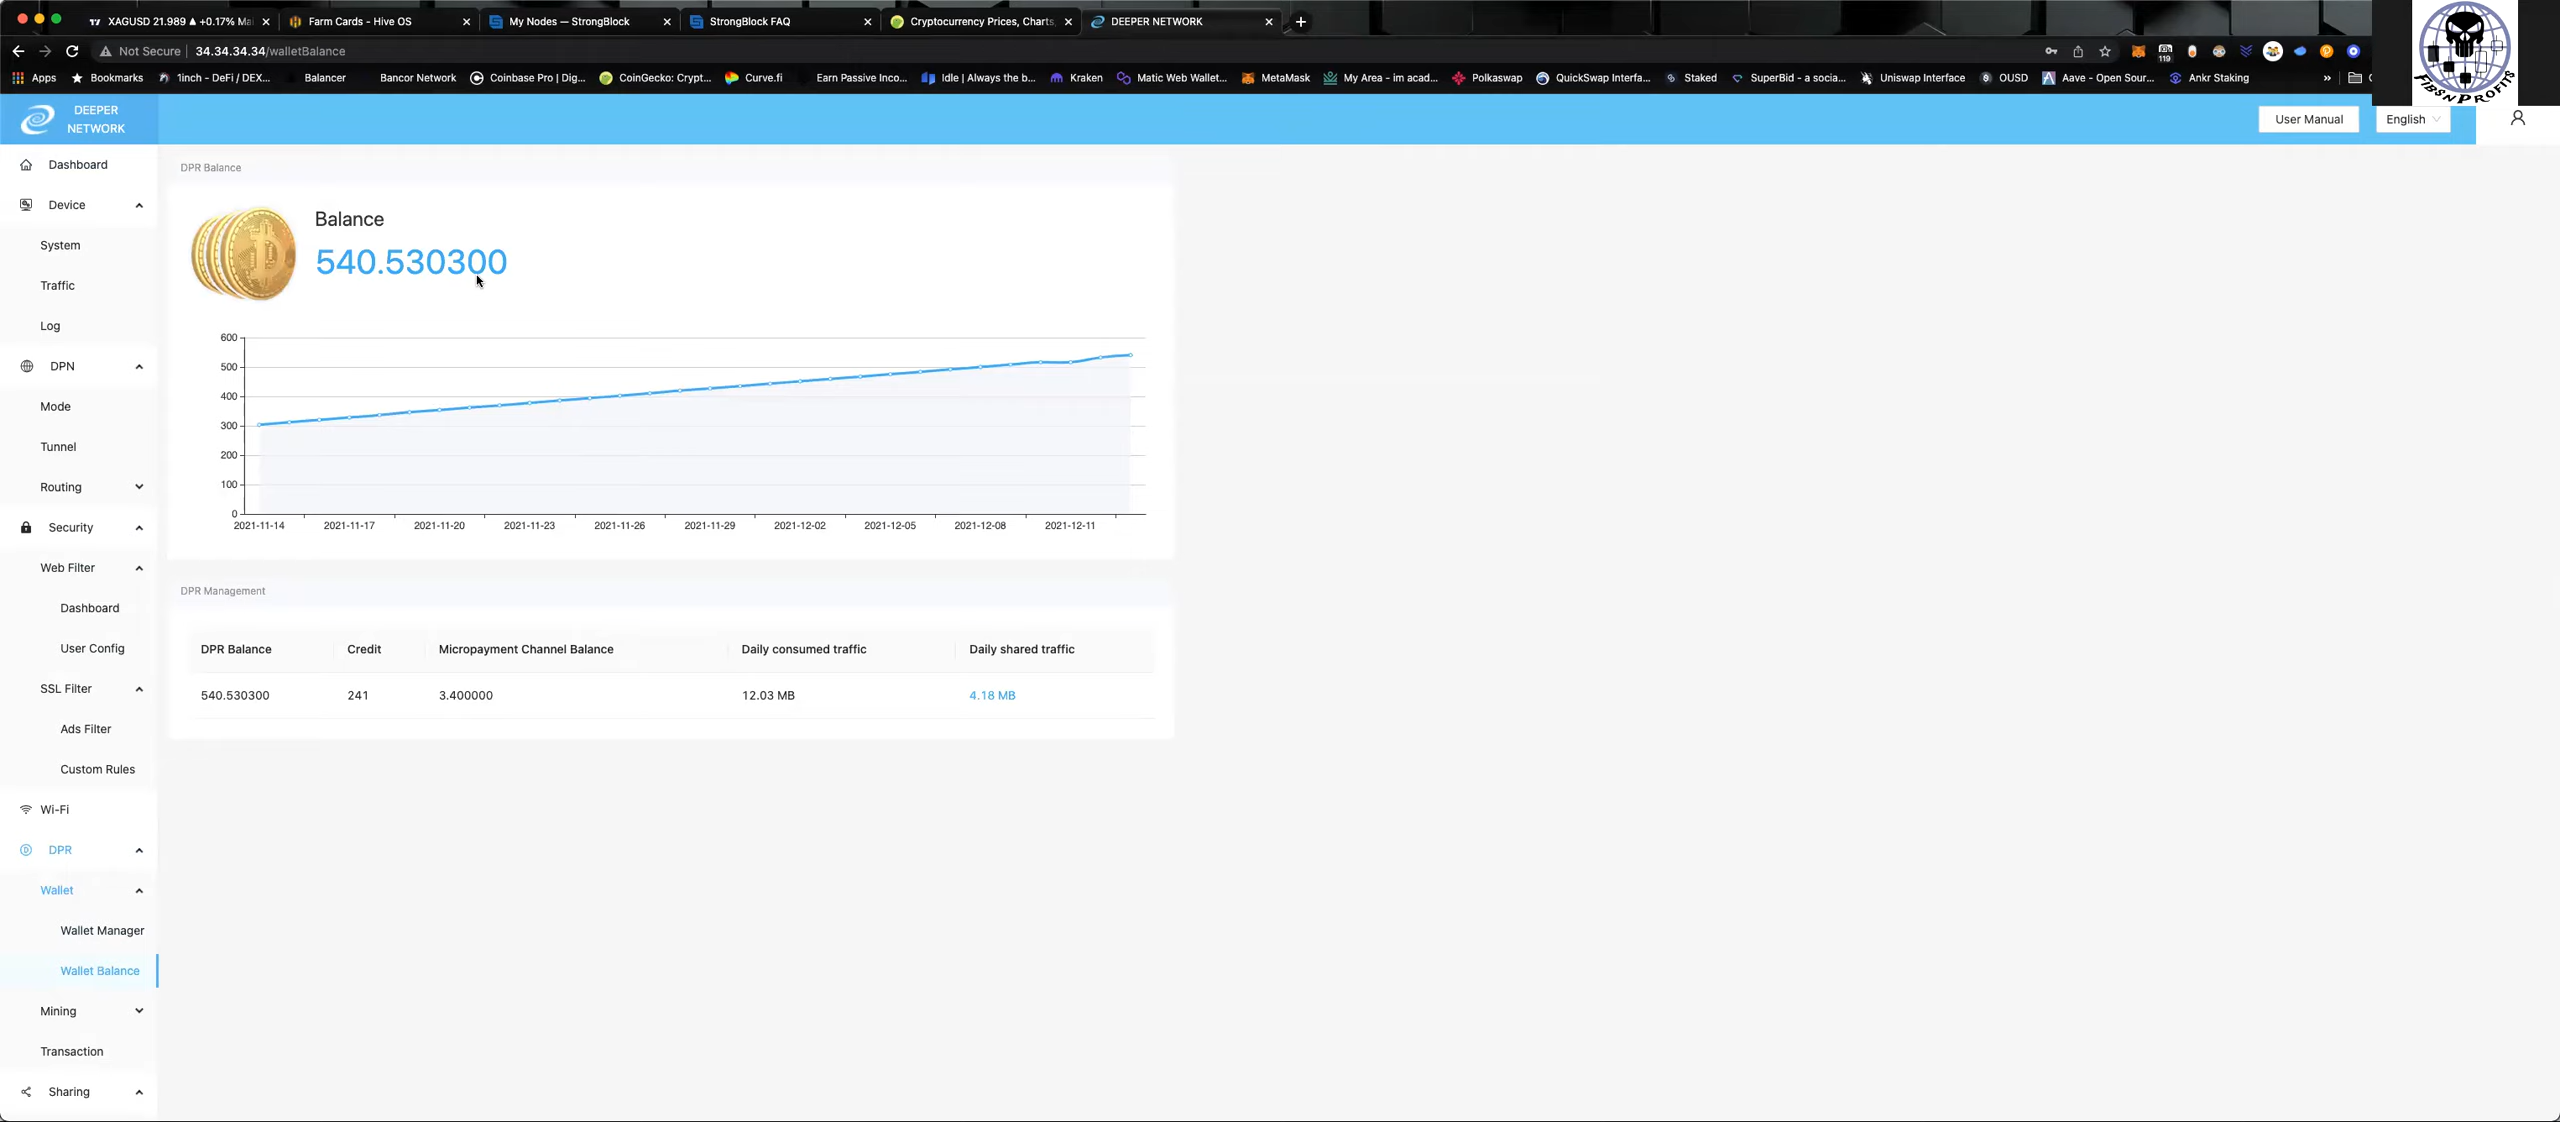 XAGUSD 21.989 ▲ +0.17% Ma
Farm Cards - Hive OS
My Nodes — StrongBlock
StrongBlock FAQ
Cryptocurrency Prices, Charts,
DEEPER NETWORK
Not Secure | 34.34.34.34/walletBalance
119
Apps
Bookmarks
1inch - DeFi / DEX...
Balancer
Bancor Network
Coinbase Pro | Dig...
CoinGecko: Crypt...
Curve.fi
Earn Passive Inco...
Idle | Always the b...
Kraken
Matic Web Wallet...
MetaMask
My Area - im acad...
Polkaswap
QuickSwap Interfa...
Staked
SuperBid - a socia...
Uniswap Interface
OUSD
Aave - Open Sour...
Ankr Staking
»
FIBSNPROFITS
DEEPER
NETWORK
User Manual
English
Dashboard
Device
System
Traffic
Log
DPN
Mode
Tunnel
Routing
Security
Web Filter
Dashboard
User Config
SSL Filter
Ads Filter
Custom Rules
Wi-Fi
DPR
Wallet
Wallet Manager
Wallet Balance
Mining
Transaction
Sharing
DPR Balance
Balance
540.530300
600
500
400
300
200
100
0
2021-11-14 2021-11-17 2021-11-20 2021-11-23 2021-11-26 2021-11-29 2021-12-02 2021-12-05 2021-12-08 2021-12-11
DPR Management
DPR Balance Credit Micropayment Channel Balance Daily consumed traffic Daily shared traffic
540.530300 241 3.400000 12.03 MB 4.18 MB